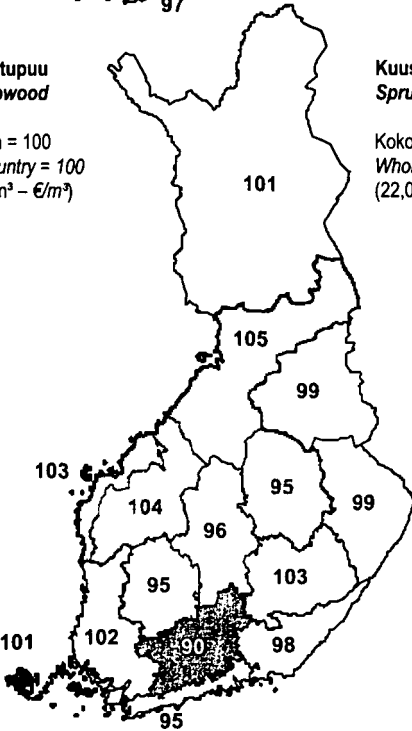 97
tupuu
wood
= 100
untry = 100
m³ – €/m³)
Kuus
Spru
Koko
Whol
(22,0
101
105
99
103
104
95
99
96
95
103
101
102
90
98
95